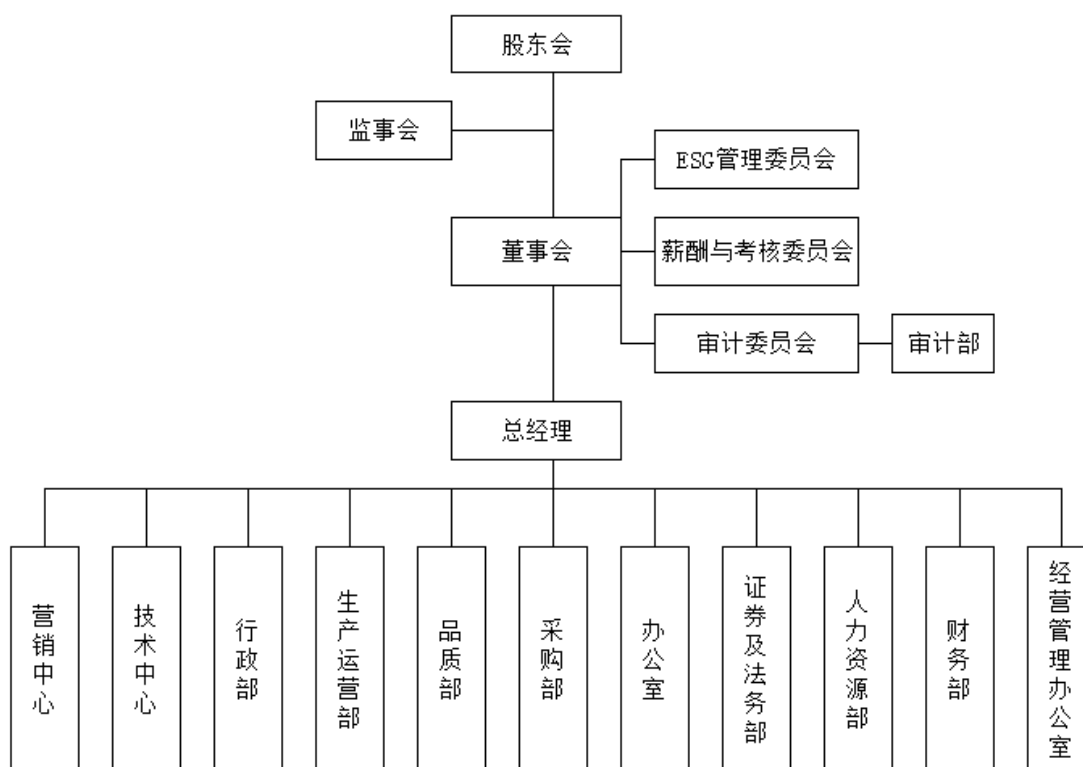 股东会
监事会
ESG管理委员会
董事会
薪酬与考核委员会
审计委员会
审计部
总经理
营销中心
技术中心
行政部
生产运营部
品质部
采购部
办公室
证券及法务部
人力资源部
财务部
经营管理办公室